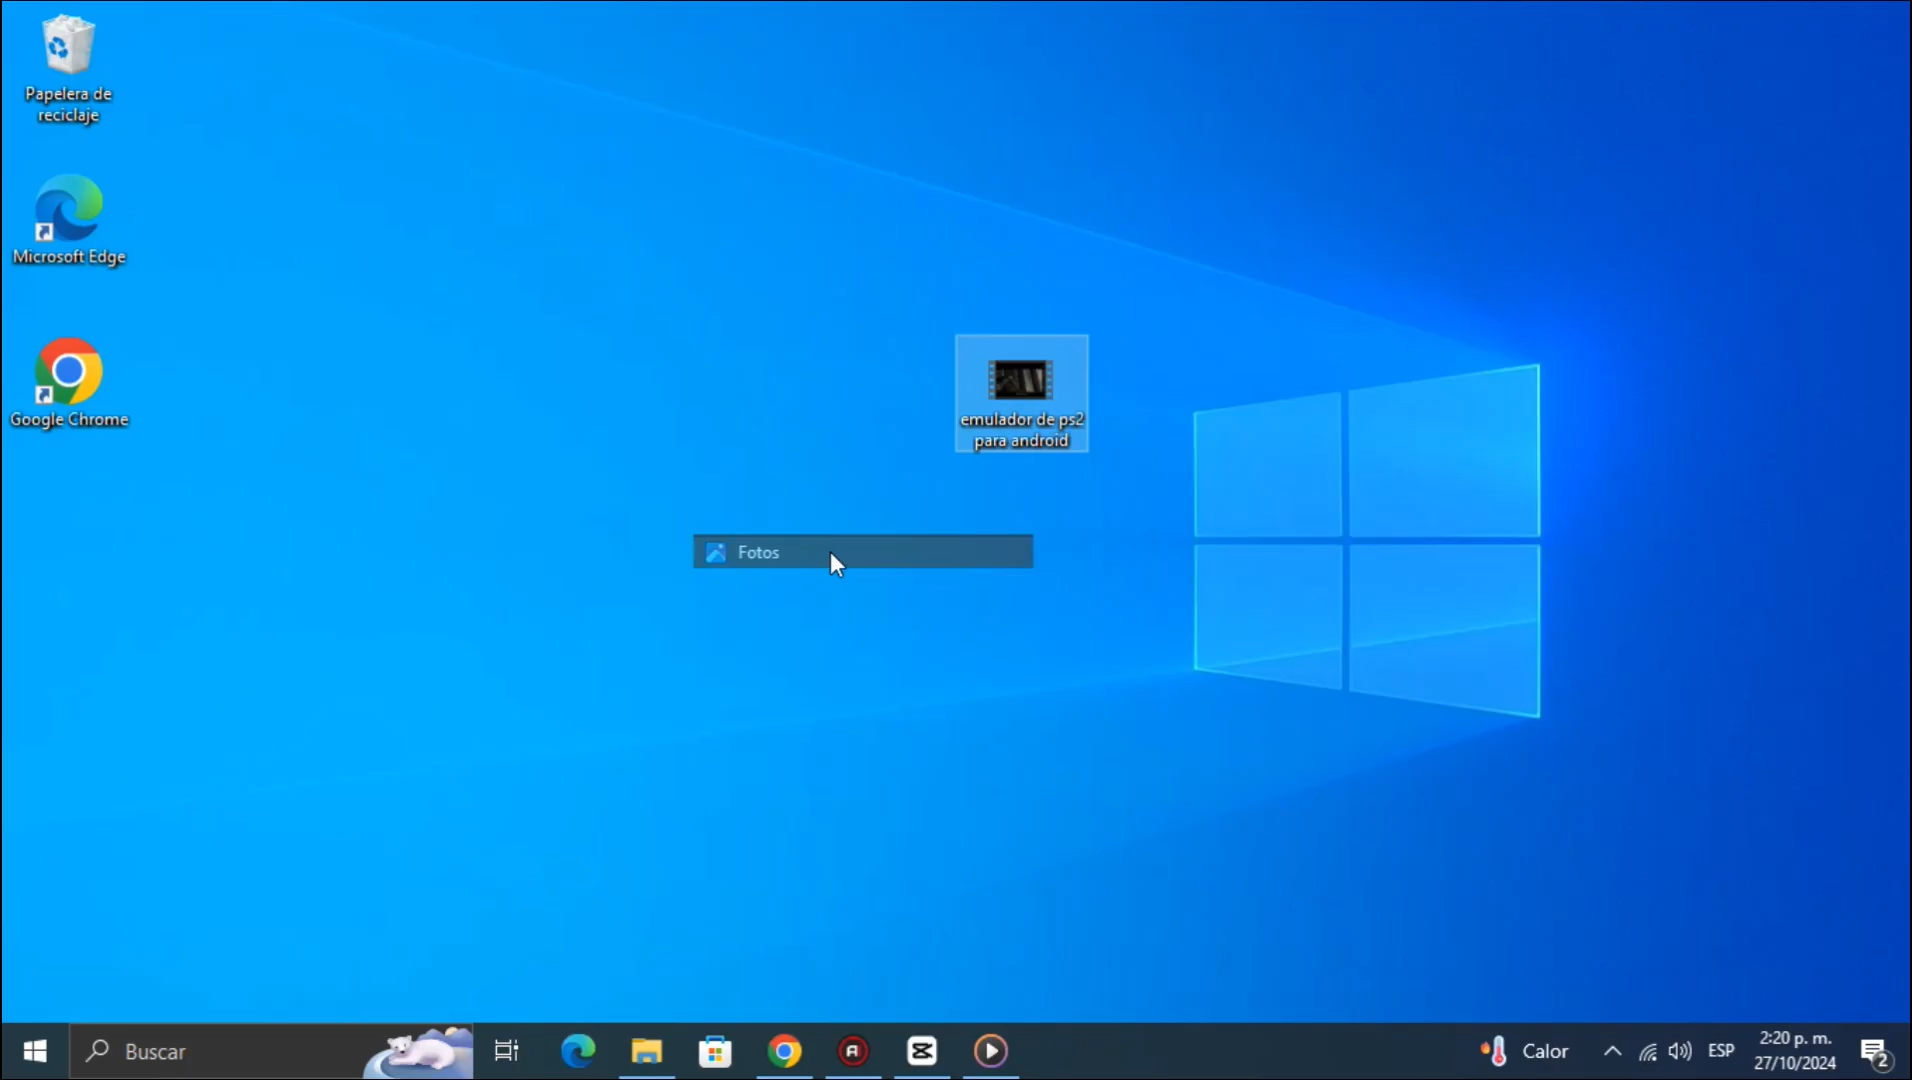 Papelera de
reciclaje
Microsoft Edge
Google Chrome
emulador de ps2
para android
Fotos
Buscar
Calor
ESP
2:20 p. m.
27/10/2024
2